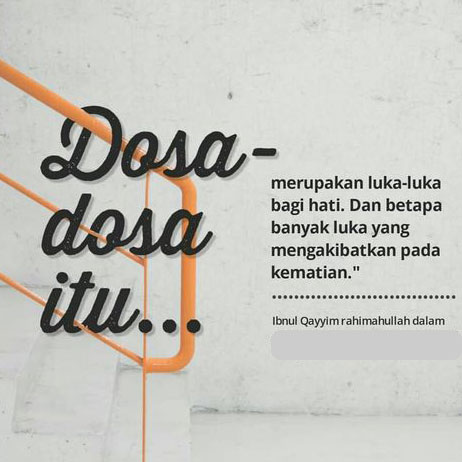 Dosa-
dosa
itu...
merupakan luka-luka
bagi hati. Dan betapa
banyak luka yang
mengakibatkan pada
kematian."
Ibnul Qayyim rahimahullah dalam